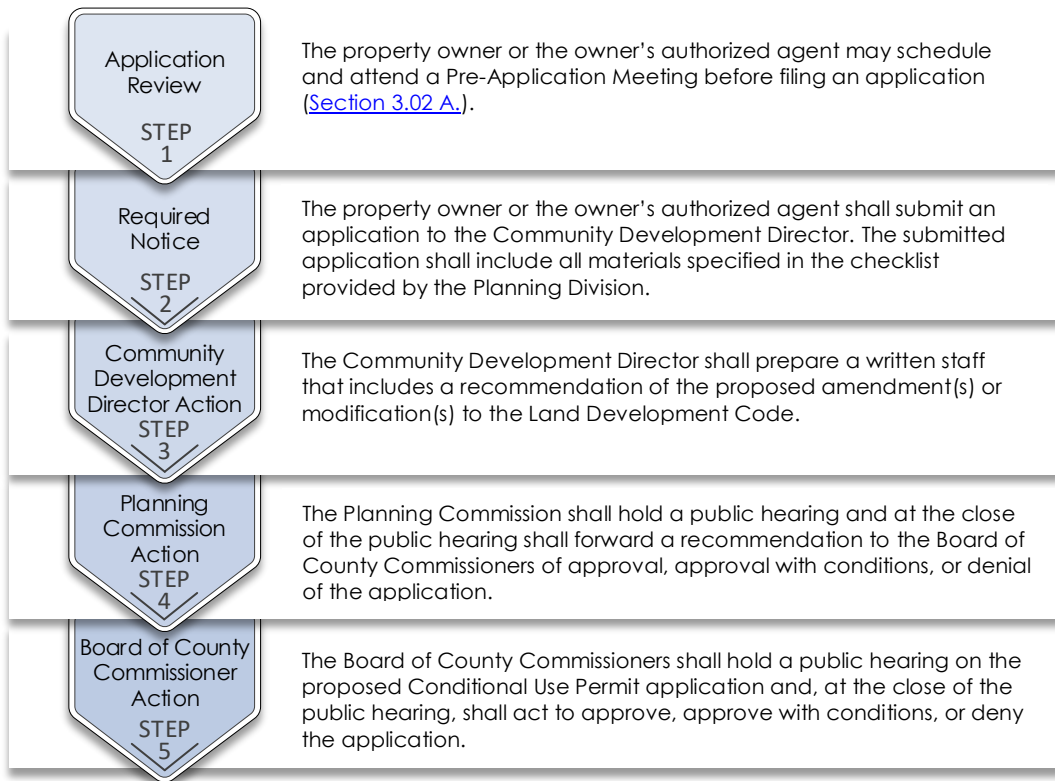 Application
Review
STEP
1
The property owner or the owner’s authorized agent may schedule
and attend a Pre-Application Meeting before filing an application
(Section 3.02 A.).
Required
Notice
STEP
2
The property owner or the owner’s authorized agent shall submit an
application to the Community Development Director. The submitted
application shall include all materials specified in the checklist
provided by the Planning Division.
Community
Development
Director Action
STEP
3
The Community Development Director shall prepare a written staff
that includes a recommendation of the proposed amendment(s) or
modification(s) to the Land Development Code.
Planning
Commission
Action
STEP
4
The Planning Commission shall hold a public hearing and at the close
of the public hearing shall forward a recommendation to the Board of
County Commissioners of approval, approval with conditions, or denial
of the application.
Board of County
Commissioner
Action
STEP
5
The Board of County Commissioners shall hold a public hearing on the
proposed Conditional Use Permit application and, at the close of the
public hearing, shall act to approve, approve with conditions, or deny
the application.